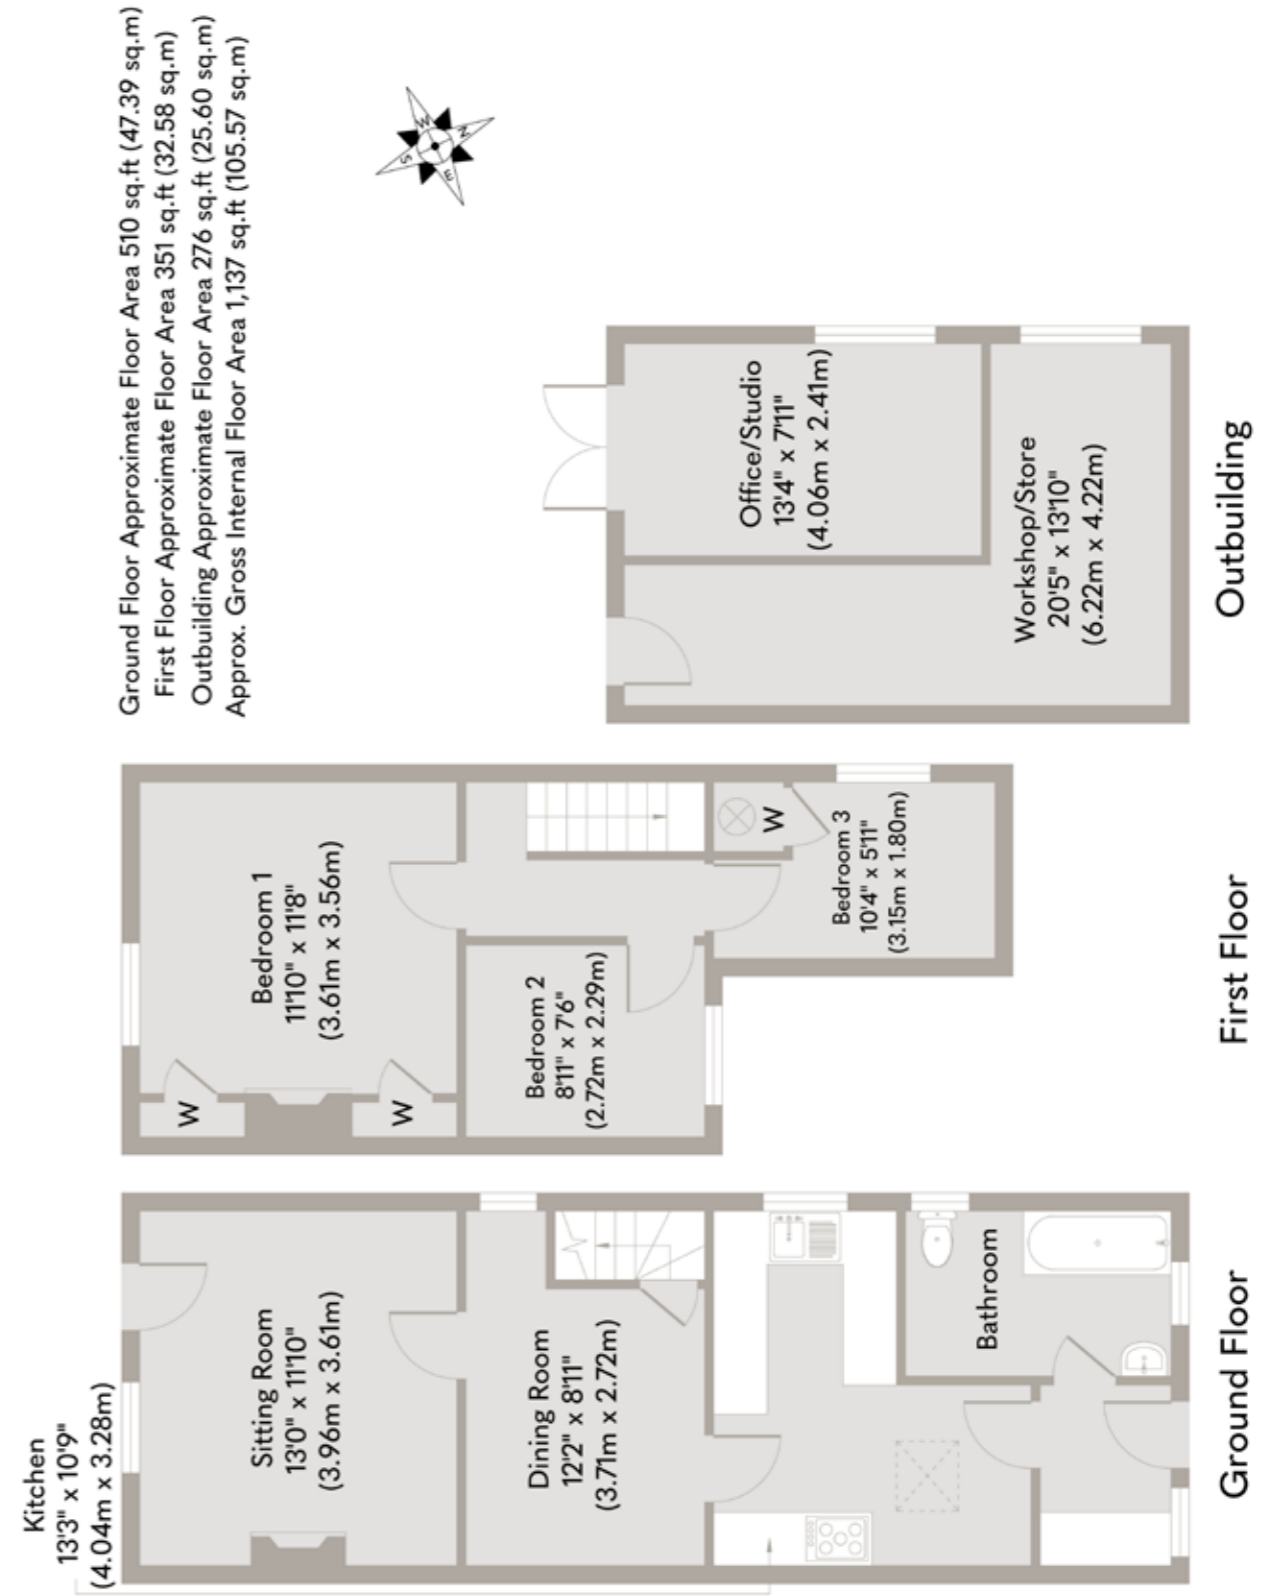 Kitchen
13'3" x 10'9"
(4.04m x 3.28m)
Sitting Room
13'0" x 11'10"
(3.96m x 3.61m)
Dining Room
12'2" x 8'11"
(3.71m x 2.72m)
Bathroom
Ground Floor
W
W
Bedroom 1
11'10" x 11'8"
(3.61m x 3.56m)
Bedroom 2
8'11" x 7'6"
(2.72m x 2.29m)
W
Bedroom 3
10'4" x 5'11"
(3.15m x 1.80m)
First Floor
Office/Studio
13'4" x 7'11"
(4.06m x 2.41m)
Workshop/Store
20'5" x 13'10"
(6.22m x 4.22m)
Outbuilding
Ground Floor Approximate Floor Area 510 sq.ft (47.39 sq.m)
First Floor Approximate Floor Area 351 sq.ft (32.58 sq.m)
Outbuilding Approximate Floor Area 276 sq.ft (25.60 sq.m)
Approx. Gross Internal Floor Area 1,137 sq.ft (105.57 sq.m)
S
W
N
E